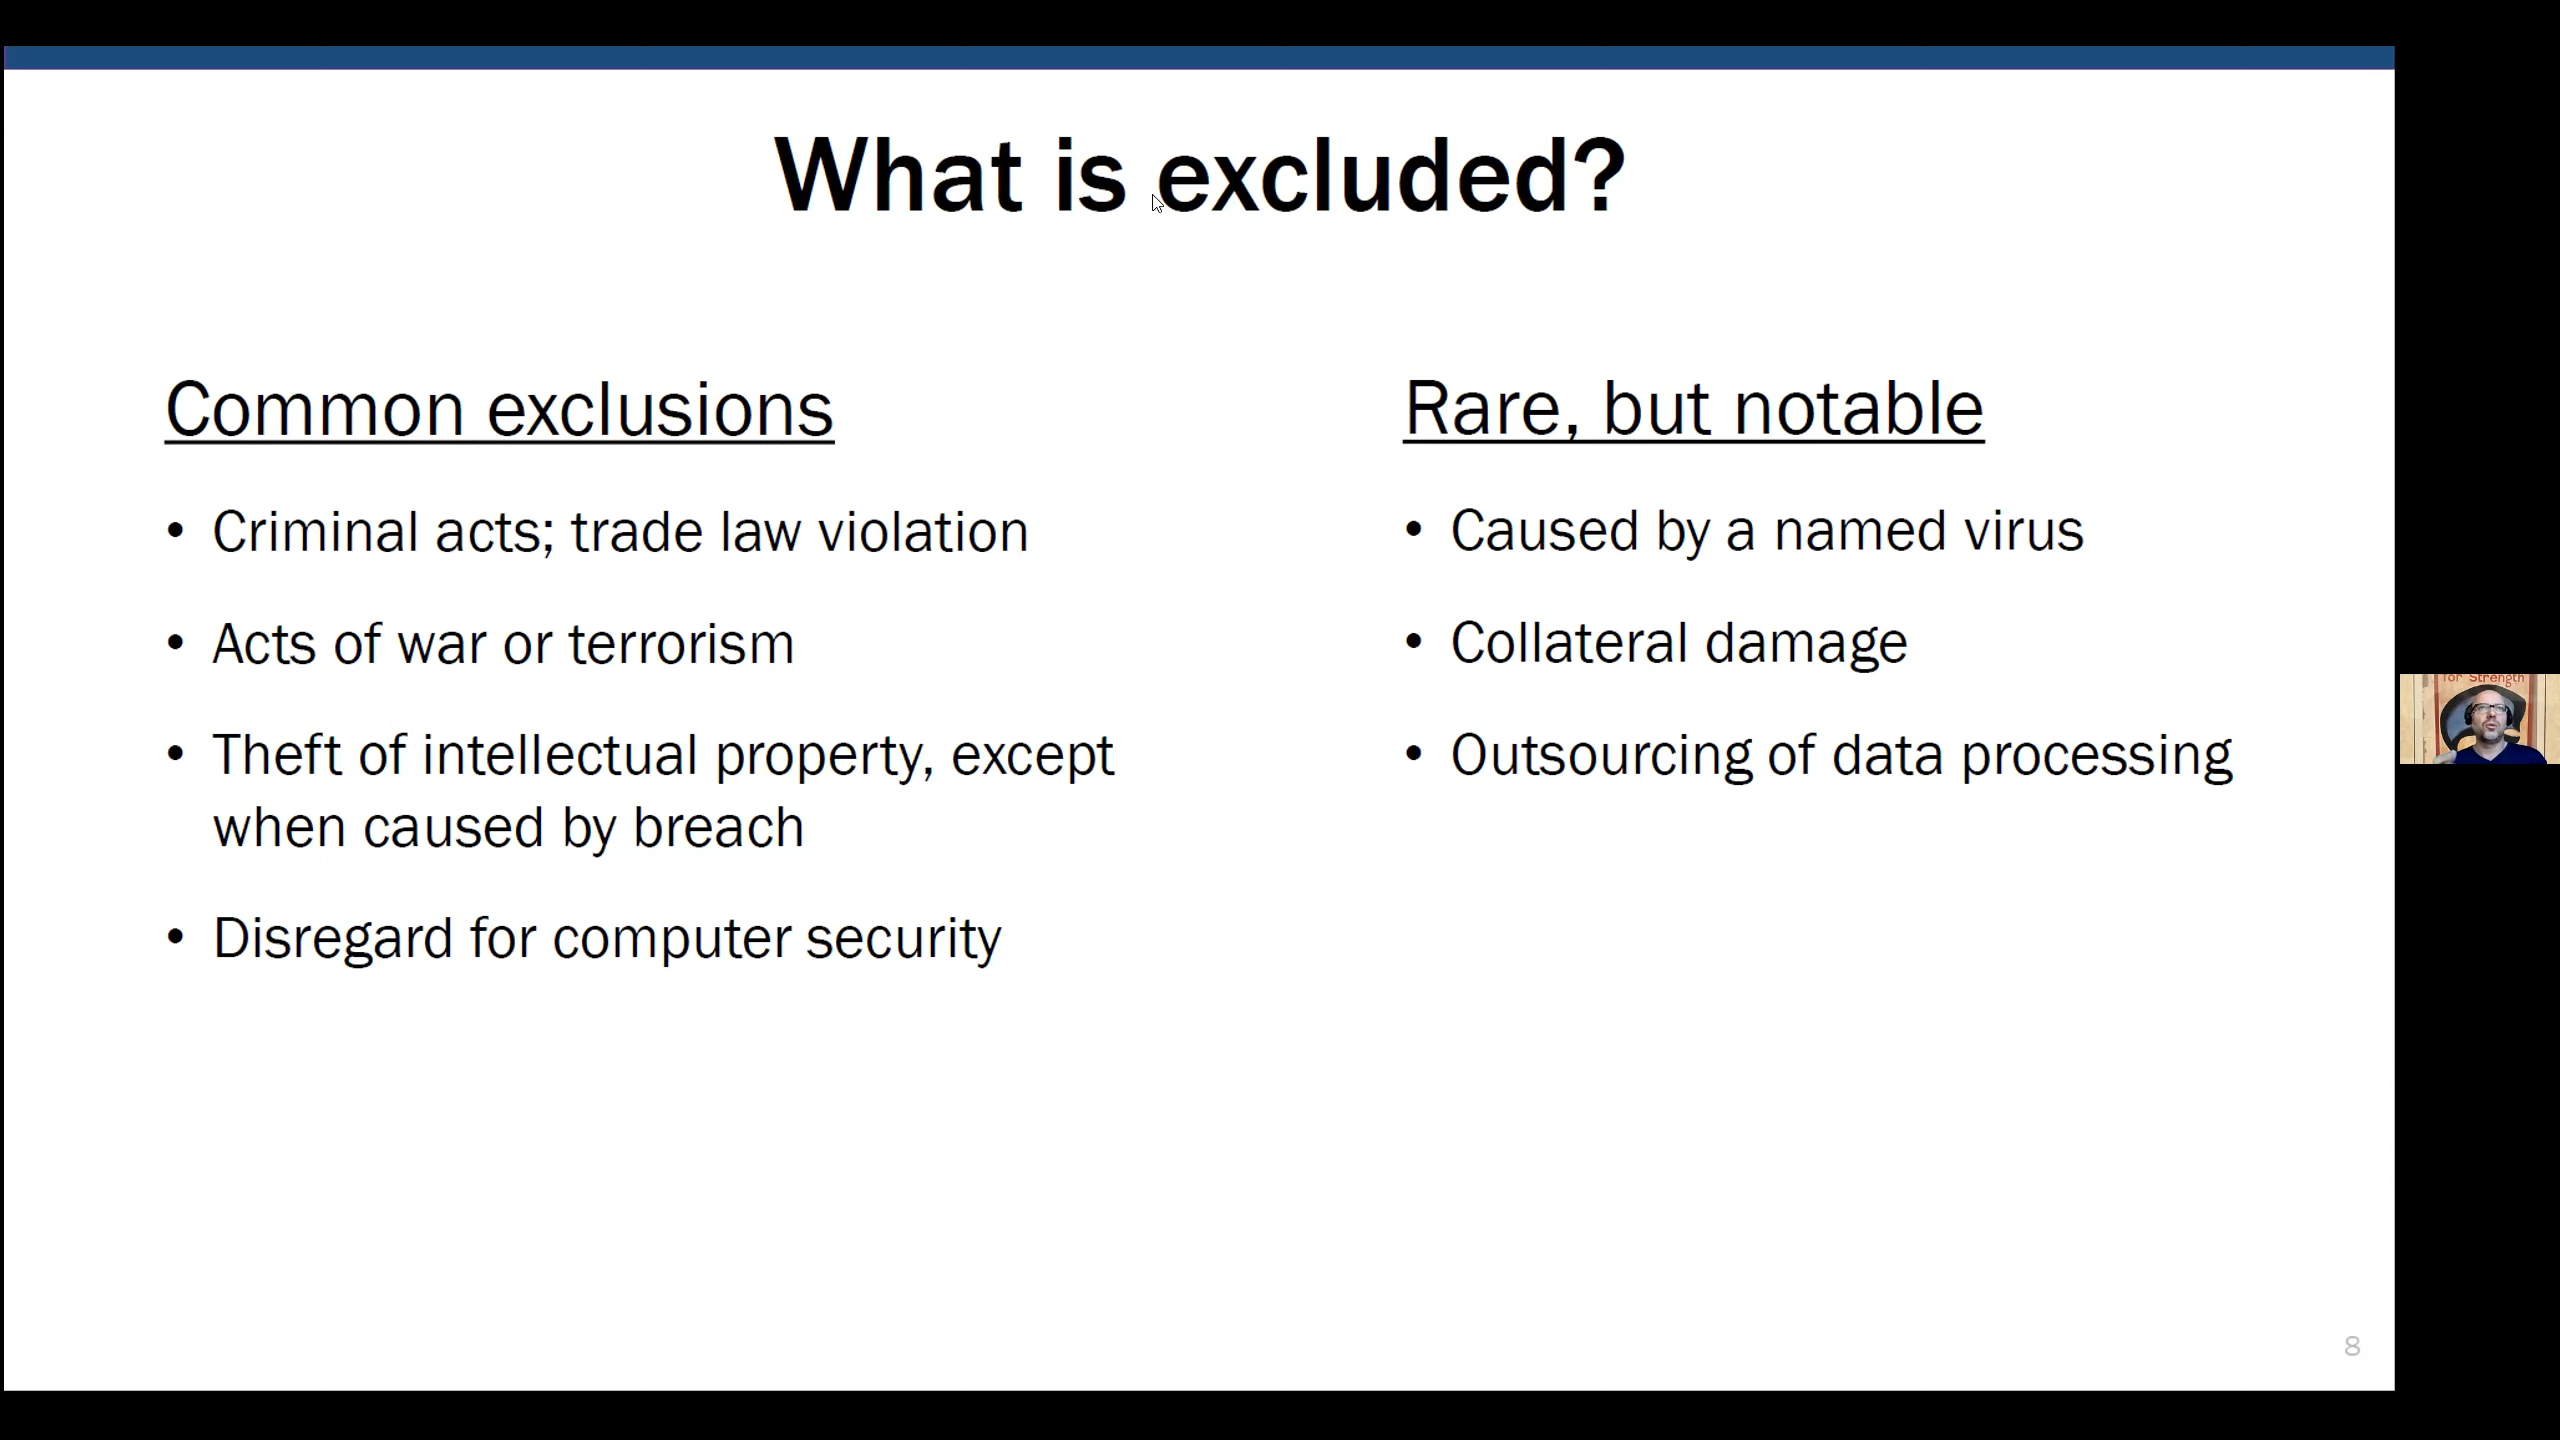 What is excluded?
Common exclusions
• Criminal acts; trade law violation
• Acts of war or terrorism
• Theft of intellectual property, except
when caused by breach
• Disregard for computer security
Rare, but notable
• Caused by a named virus
• Collateral damage
• Outsourcing of data processing
for Strength
8